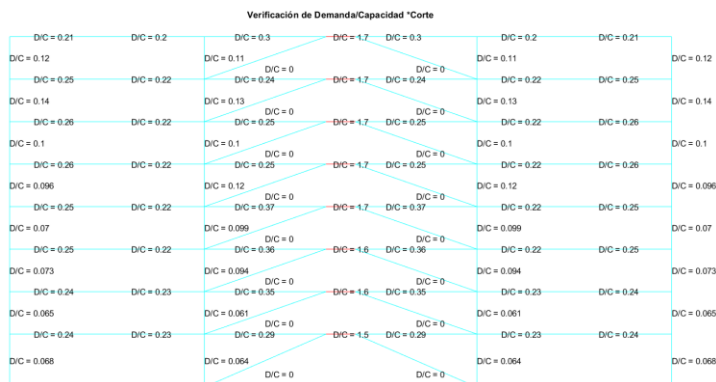 Verificación de Demanda/Capacidad *Corte
D/C = 0.21 D/C = 0.2 D/C = 0.3 D/C = 1.7 D/C = 0.3 D/C = 0.2 D/C = 0.21
D/C = 0.12 D/C = 0.11 D/C = 0.11 D/C = 0.12
D/C = 0 D/C = 0
D/C = 0.25 D/C = 0.22 D/C = 0.24 D/C = 1.7 D/C = 0.24 D/C = 0.22 D/C = 0.25
D/C = 0.14 D/C = 0.13 D/C = 0.13 D/C = 0.14
D/C = 0 D/C = 0
D/C = 0.26 D/C = 0.22 D/C = 0.25 D/C = 1.7 D/C = 0.25 D/C = 0.22 D/C = 0.26
D/C = 0.1 D/C = 0.1 D/C = 0.1 D/C = 0.1
D/C = 0 D/C = 0
D/C = 0.26 D/C = 0.22 D/C = 0.25 D/C = 1.7 D/C = 0.25 D/C = 0.22 D/C = 0.26
D/C = 0.096 D/C = 0.12 D/C = 0.12 D/C = 0.096
D/C = 0 D/C = 0
D/C = 0.25 D/C = 0.22 D/C = 0.37 D/C = 1.7 D/C = 0.37 D/C = 0.22 D/C = 0.25
D/C = 0.07 D/C = 0.099 D/C = 0.099 D/C = 0.07
D/C = 0 D/C = 0
D/C = 0.25 D/C = 0.22 D/C = 0.36 D/C = 1.6 D/C = 0.36 D/C = 0.22 D/C = 0.25
D/C = 0.073 D/C = 0.094 D/C = 0.094 D/C = 0.073
D/C = 0 D/C = 0
D/C = 0.24 D/C = 0.23 D/C = 0.35 D/C = 1.6 D/C = 0.35 D/C = 0.23 D/C = 0.24
D/C = 0.065 D/C = 0.061 D/C = 0.061 D/C = 0.065
D/C = 0 D/C = 0
D/C = 0.24 D/C = 0.23 D/C = 0.29 D/C = 1.5 D/C = 0.29 D/C = 0.23 D/C = 0.24
D/C = 0.068 D/C = 0.064 D/C = 0.064 D/C = 0.068
D/C = 0 D/C = 0